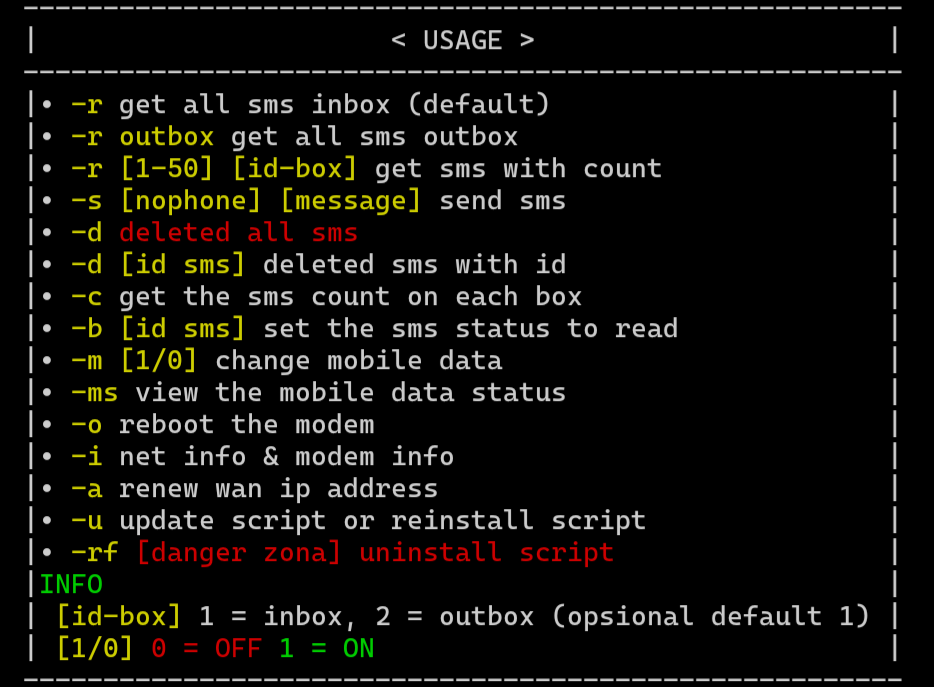 < USAGE >
• -r get all sms inbox (default)
• -r outbox get all sms outbox
• -r [1-50] [id-box] get sms with count
• -s [nophone] [message] send sms
• -d deleted all sms
• -d [id sms] deleted sms with id
• -c get the sms count on each box
• -b [id sms] set the sms status to read
• -m [1/0] change mobile data
• -ms view the mobile data status
• -o reboot the modem
• -i net info & modem info
• -a renew wan ip address
• -u update script or reinstall script
• -rf [danger zona] uninstall script
INFO
[id-box] 1 = inbox, 2 = outbox (opsional default 1)
[1/0] 0 = OFF 1 = ON